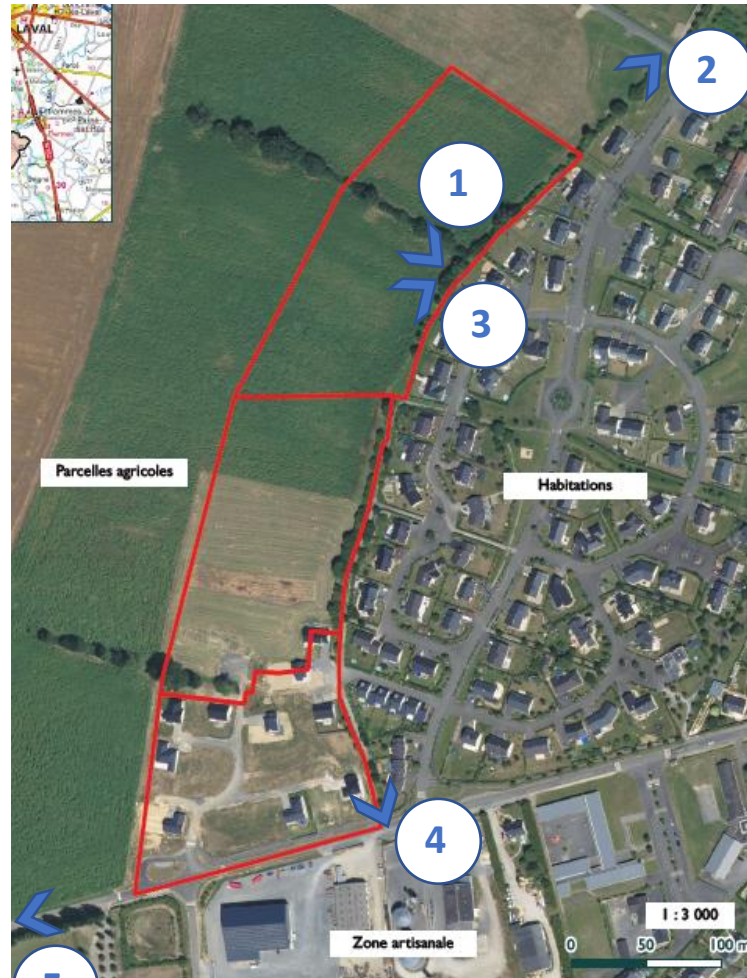 LAVAL
1
2
3
Parcelles agricoles
Habitations
4
1 : 3 000
Zone artisanale
0 50 100 m